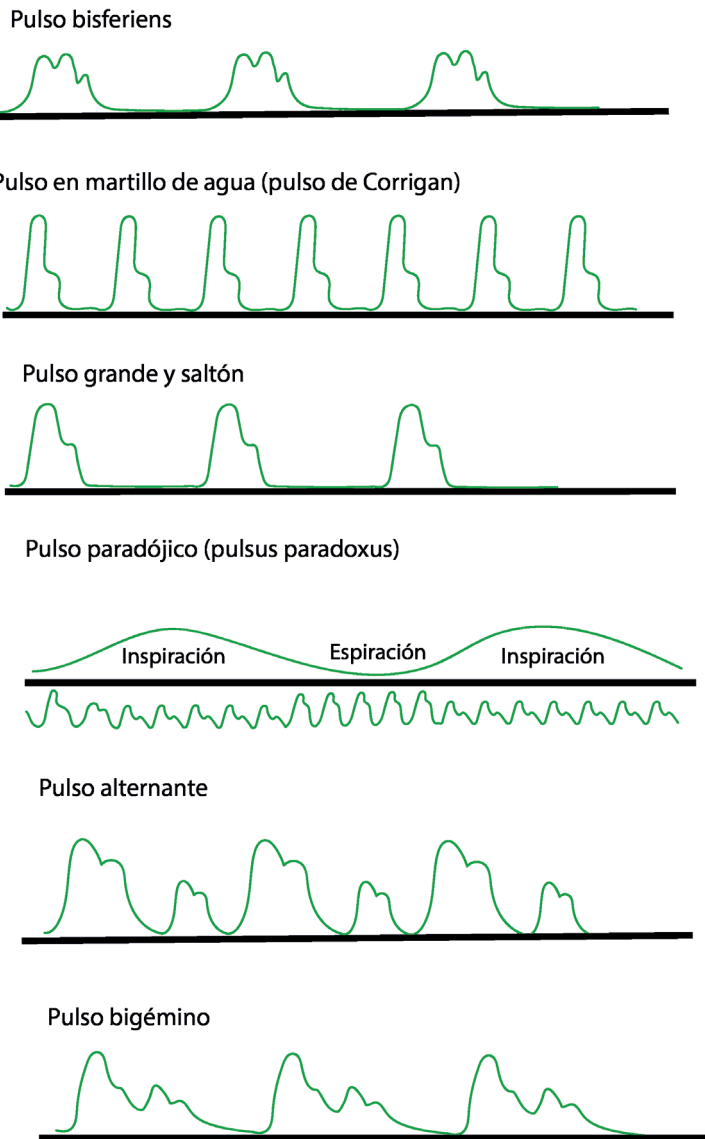 Pulso bisferiens
Pulso en martillo de agua (pulso de Corrigan)
Pulso grande y saltón
Pulso paradójico (pulsus paradoxus)
Inspiración Espiración Inspiración
Pulso alternante
Pulso bigémino